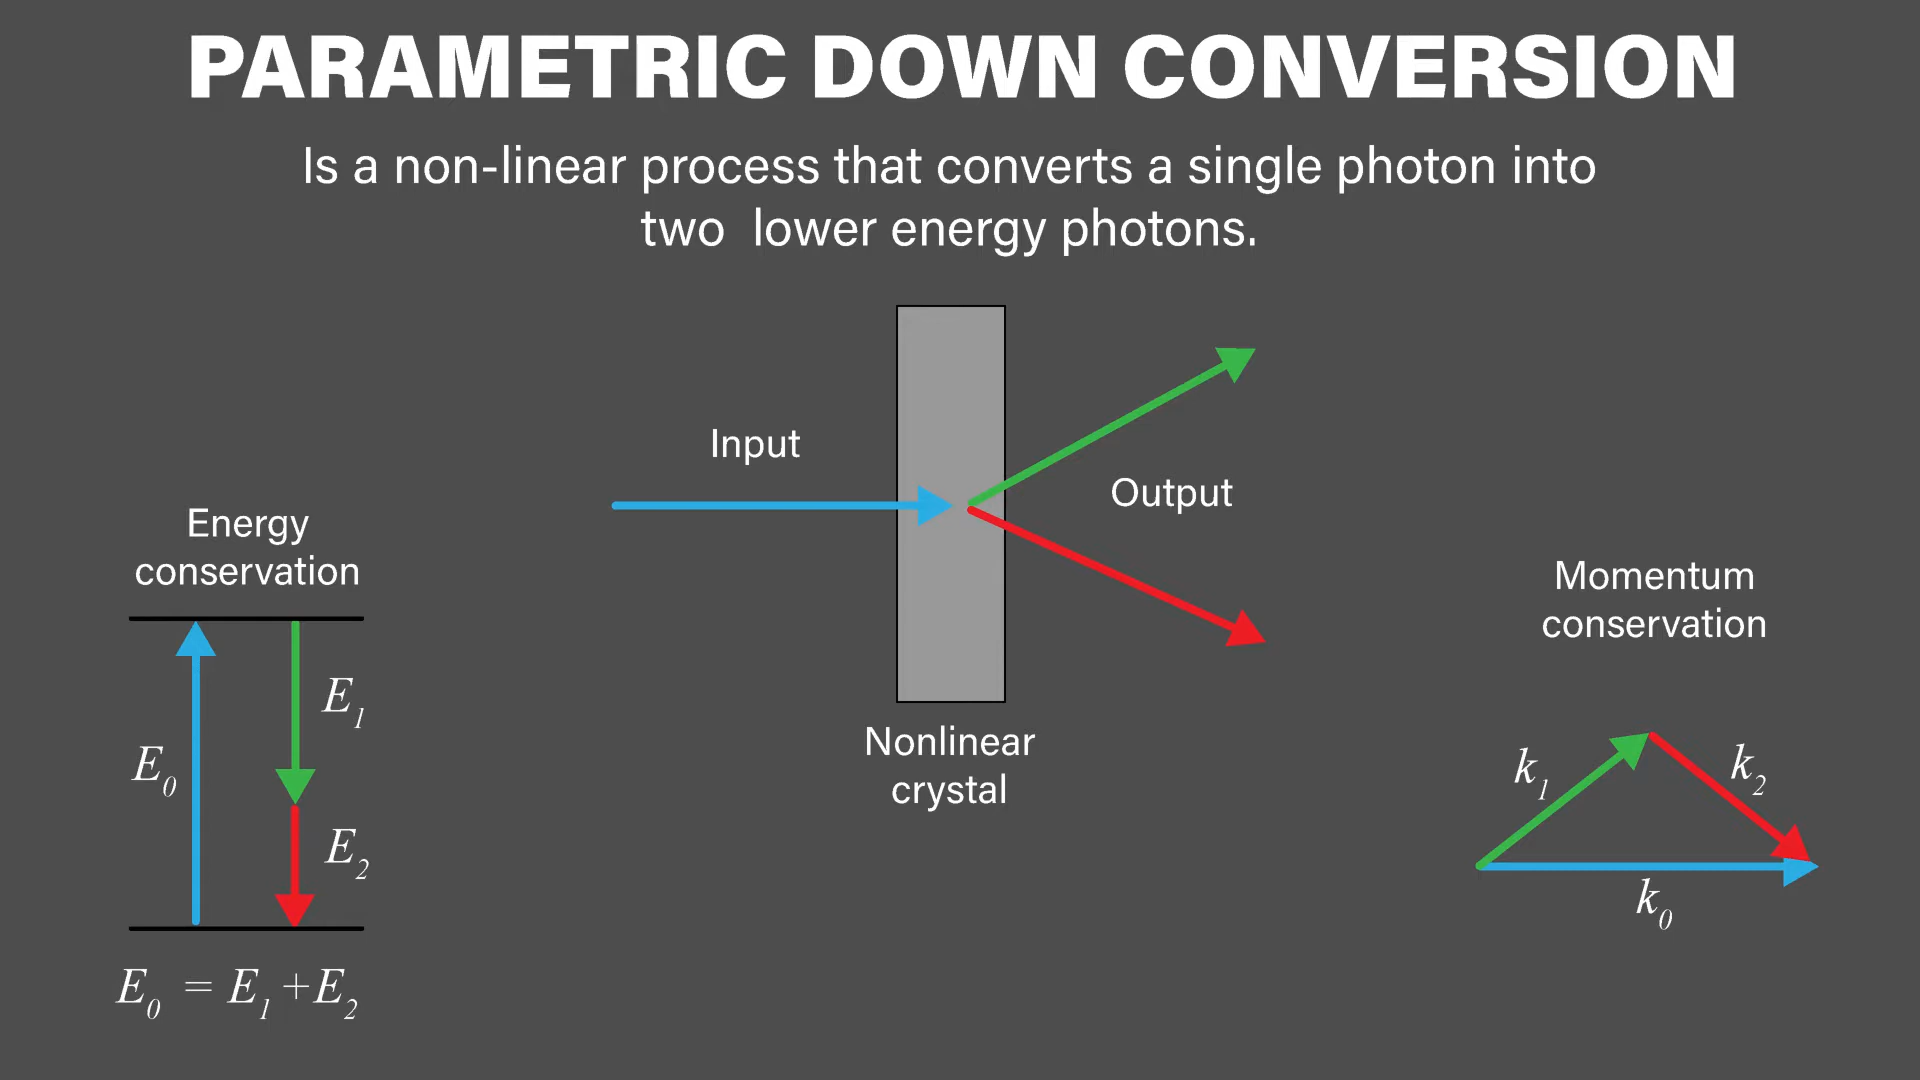 PARAMETRIC DOWN CONVERSION
Is a non-linear process that converts a single photon into
two lower energy photons.
Input
Output
Nonlinear
crystal
Energy
conservation
E₀
E₁
E₂
E₀ = E₁ + E₂
Momentum
conservation
k₁
k₂
k₀